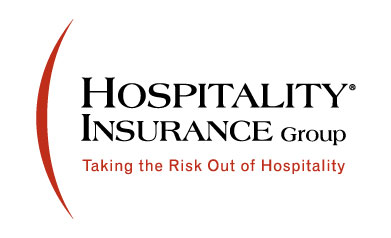 HOSPITALITY®
INSURANCE Group
Taking the Risk Out of Hospitality